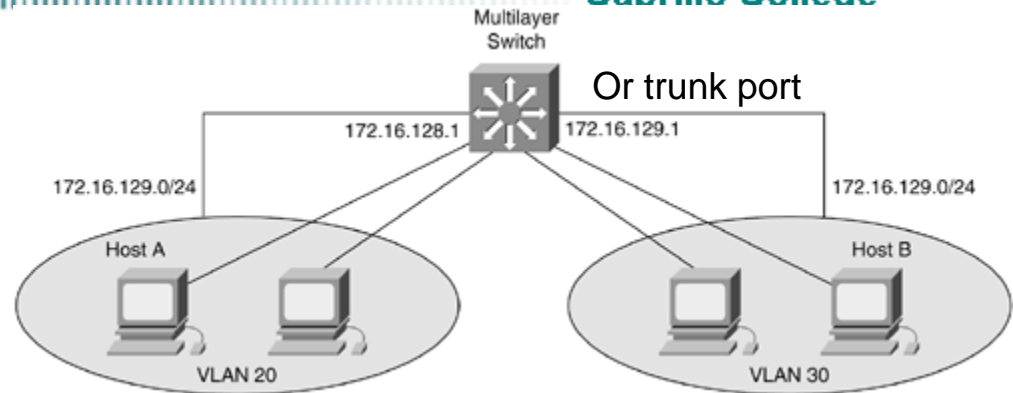 Multilayer
Switch
Or trunk port
172.16.128.1
172.16.129.1
172.16.129.0/24
172.16.129.0/24
Host A
Host B
VLAN 20
VLAN 30